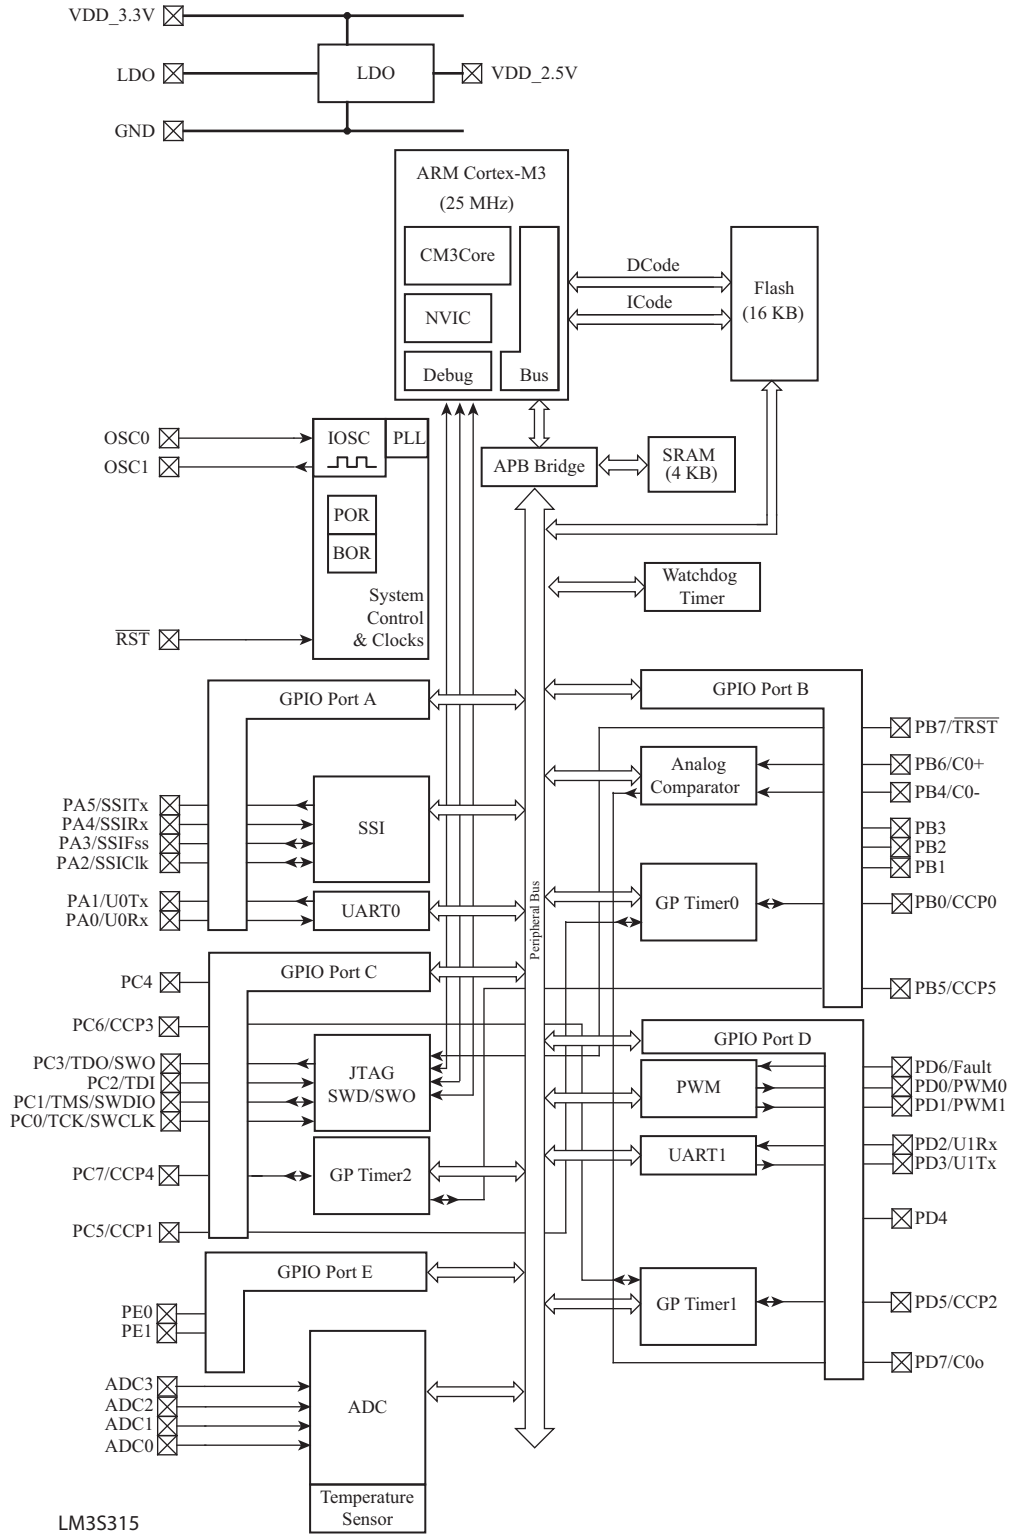 VDD_3.3V
LDO
LDO
VDD_2.5V
GND
ARM Cortex-M3
(25 MHz)
CM3Core
NVIC
Debug
Bus
DCode
ICode
Flash
(16 KB)
OSC0
OSC1
IOSC
PLL
POR
BOR
System
Control
& Clocks
RST
APB Bridge
SRAM
(4 KB)
Watchdog
Timer
Peripheral Bus
GPIO Port A
PA5/SSITx
PA4/SSIRx
PA3/SSIFss
PA2/SSIClk
SSI
PA1/U0Tx
PA0/U0Rx
UART0
GPIO Port B
PB7/TRST
Analog
Comparator
PB6/C0+
PB4/C0-
PB3
PB2
PB1
GP Timer0
PB0/CCP0
PB5/CCP5
GPIO Port C
PC4
PC6/CCP3
PC3/TDO/SWO
PC2/TDI
PC1/TMS/SWDIO
PC0/TCK/SWCLK
JTAG
SWD/SWO
PC7/CCP4
GP Timer2
PC5/CCP1
GPIO Port D
PWM
PD6/Fault
PD0/PWM0
PD1/PWM1
UART1
PD2/U1Rx
PD3/U1Tx
PD4
GP Timer1
PD5/CCP2
PD7/C0o
GPIO Port E
PE0
PE1
ADC3
ADC2
ADC1
ADC0
ADC
Temperature
Sensor
LM3S315